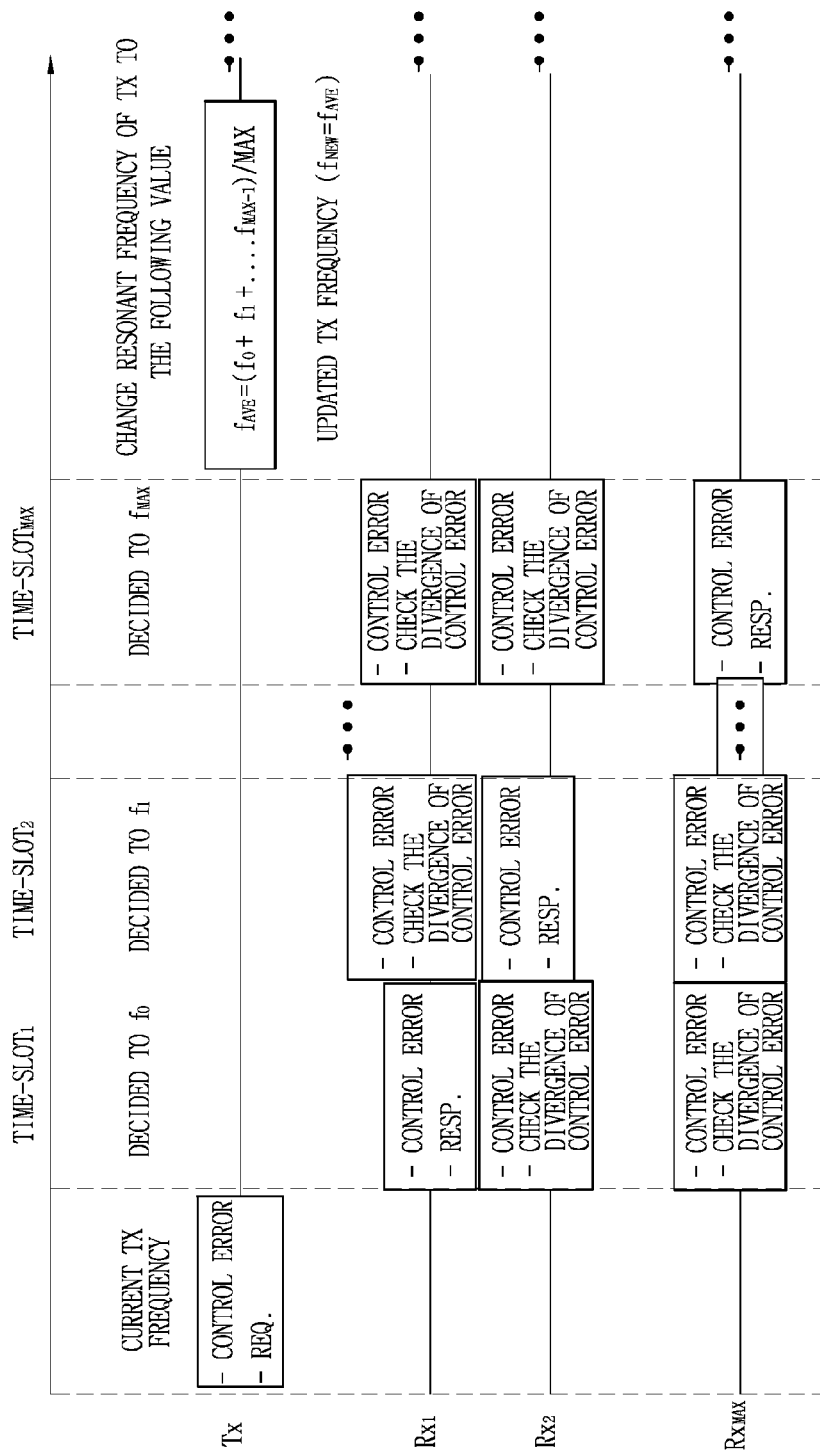 TIME-SLOT1
TIME-SLOT2
TIME-SLOTMAX
CURRENT TX
FREQUENCY
DECIDED TO f0
DECIDED TO f1
DECIDED TO fMAX
CHANGE RESONANT FREQUENCY OF TX TO
THE FOLLOWING VALUE
Tx
- CONTROL ERROR
- REQ.
fAVE=(f0+ f1+....fMAX-1)/MAX
UPDATED TX FREQUENCY (fNEW=fAVE)
Rx1
- CONTROL ERROR
- RESP.
- CONTROL ERROR
- CHECK THE
DIVERGENCE OF
CONTROL ERROR
- CONTROL ERROR
- CHECK THE
DIVERGENCE OF
CONTROL ERROR
Rx2
- CONTROL ERROR
- CHECK THE
DIVERGENCE OF
CONTROL ERROR
- CONTROL ERROR
- RESP.
- CONTROL ERROR
- CHECK THE
DIVERGENCE OF
CONTROL ERROR
RxMAX
- CONTROL ERROR
- CHECK THE
DIVERGENCE OF
CONTROL ERROR
- CONTROL ERROR
- CHECK THE
DIVERGENCE OF
CONTROL ERROR
- CONTROL ERROR
- RESP.